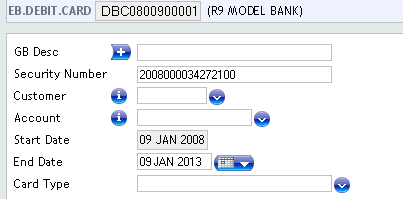 EB.DEBIT.CARD DBC0800900001 (R9 MODEL BANK)
GB Desc
Security Number 2008000034272100
Customer
Account
Start Date 09 JAN 2008
End Date 09 JAN 2013
Card Type